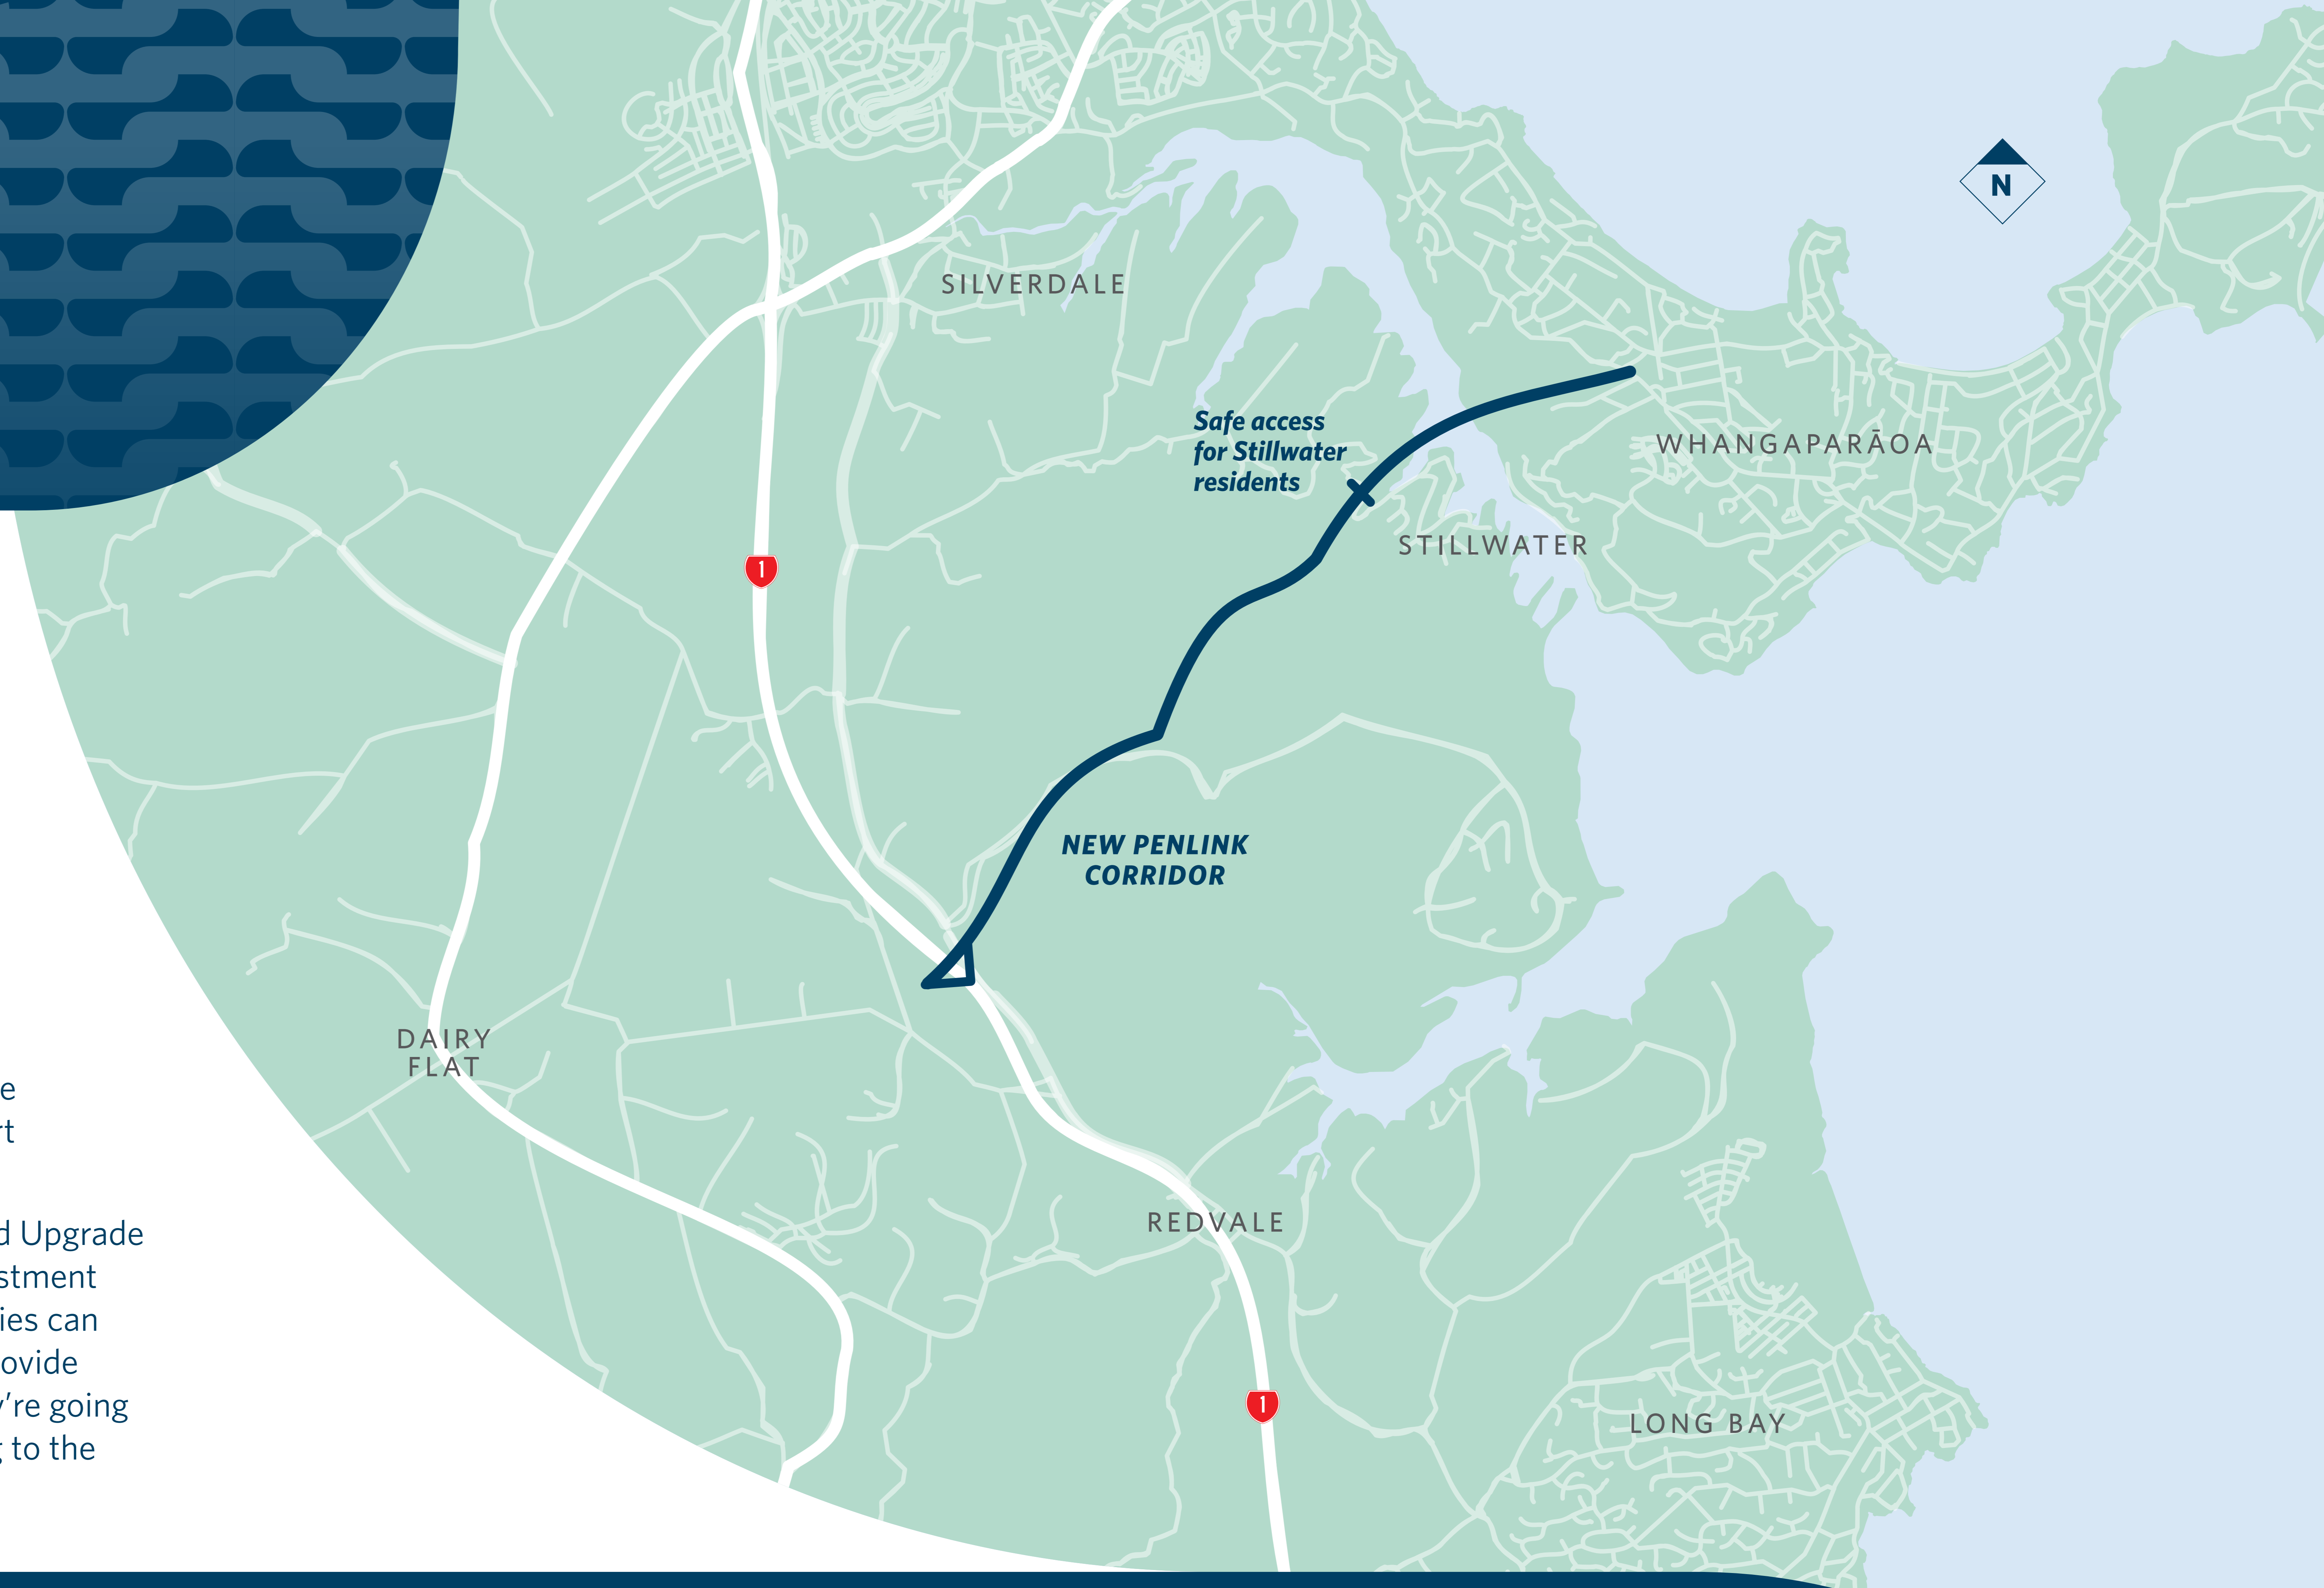 N
SILVERDALE
Safe access
for Stillwater
residents
WHANGAPARĀOA
STILLWATER
1
NEW PENLINK
CORRIDOR
DAIRY
FLAT
REDVALE
1
LONG BAY
e
rt
d Upgrade
stment
ies can
ovide
y’re going
g to the